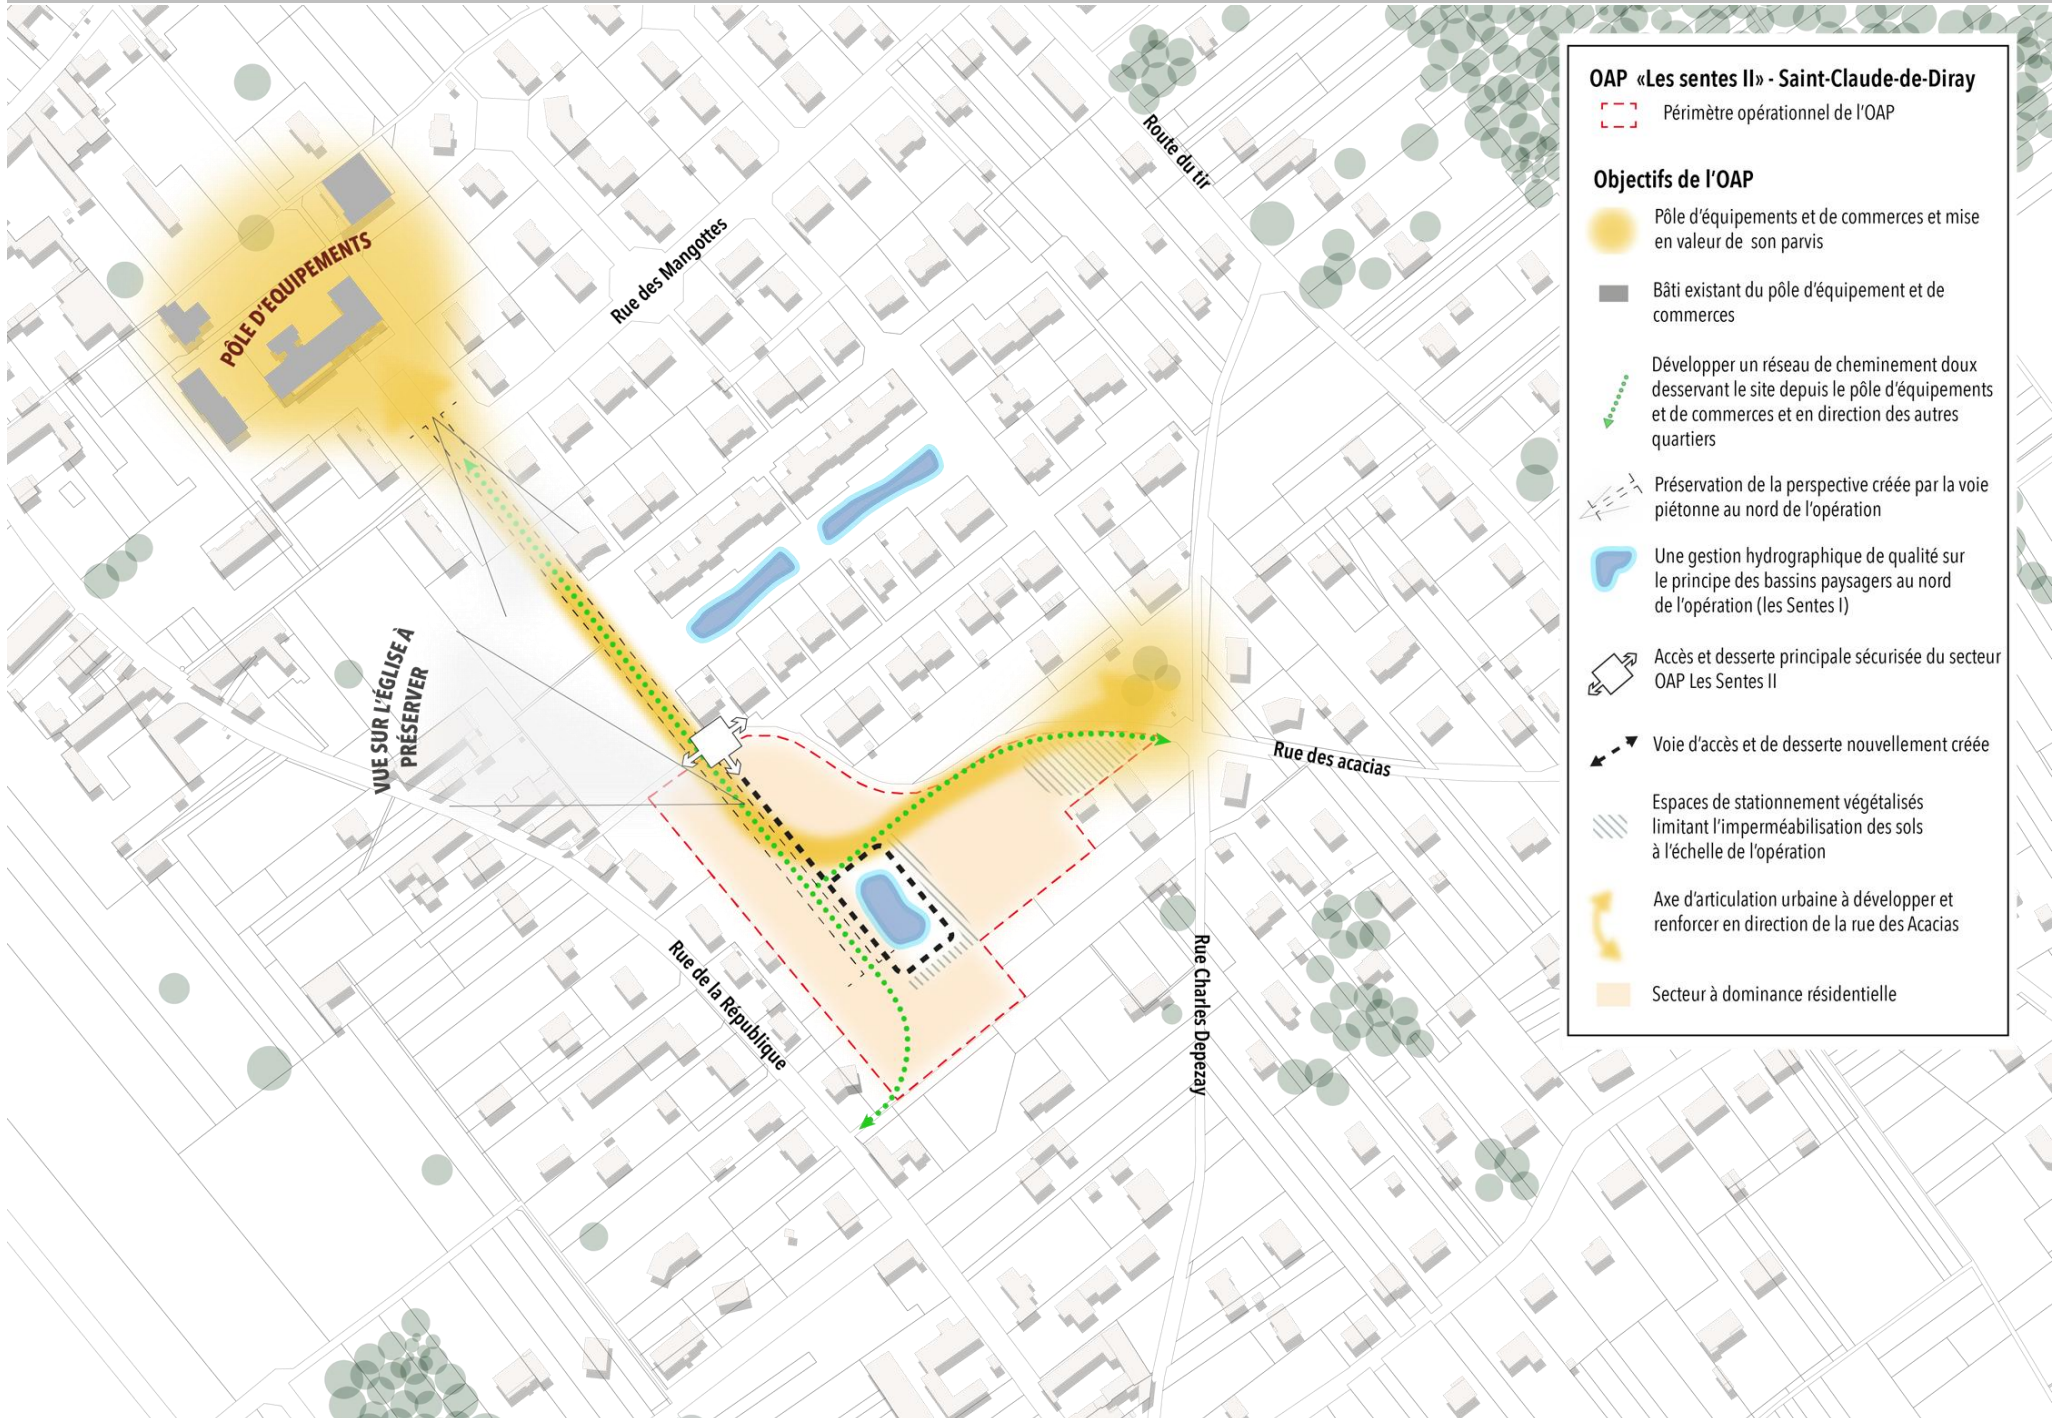 OAP «Les sentes II» - Saint-Claude-de-Diray
Périmètre opérationnel de l'OAP
Objectifs de l'OAP
Pôle d'équipements et de commerces et mise
en valeur de son parvis
Bâti existant du pôle d'équipement et de
commerces
Développer un réseau de cheminement doux
desservant le site depuis le pôle d'équipements
et de commerces et en direction des autres
quartiers
Préservation de la perspective créée par la voie
piétonne au nord de l'opération
Une gestion hydrographique de qualité sur
le principe des bassins paysagers au nord
de l'opération (les Sentes I)
Accès et desserte principale sécurisée du secteur
OAP Les Sentes II
Voie d'accès et de desserte nouvellement créée
Espaces de stationnement végétalisés
limitant l'imperméabilisation des sols
à l'échelle de l'opération
Axe d'articulation urbaine à développer et
renforcer en direction de la rue des Acacias
Secteur à dominance résidentielle
Route du tir
Rue des Mangottes
PÔLE D'EQUIPEMENTS
VUE SUR L'ÉGLISE À
PRÉSERVER
Rue des acacias
Rue de la République
Rue Charles Depezay